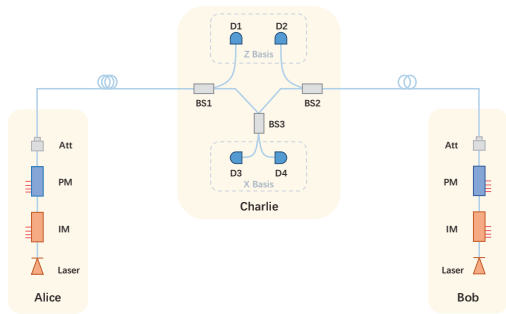 D1 D2
Z Basis
BS1 BS2
BS3
D3 D4
X Basis
Charlie
Att
PM
IM
Laser
Alice
Att
PM
IM
Laser
Bob